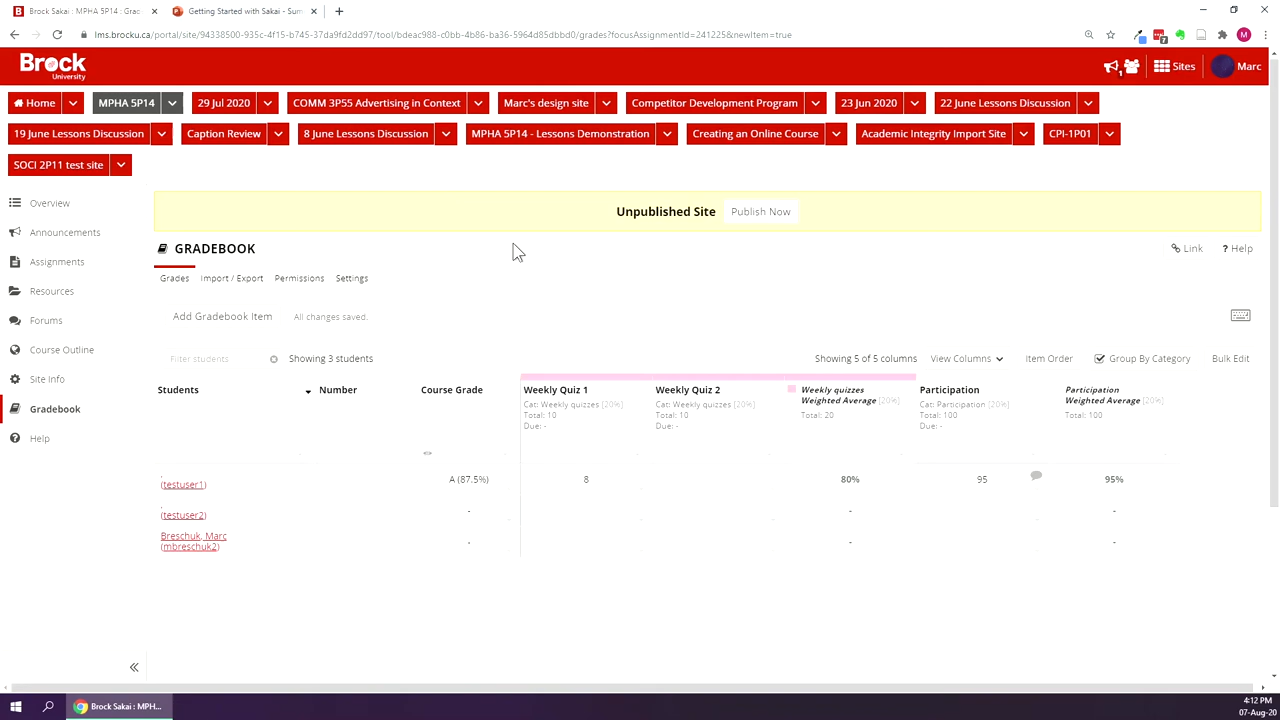 Brock Sakai : MPHA 5P14 : Grad
Getting Started with Sakai - Sum
lms.brocku.ca/portal/site/94338500-935c-4f15-b745-37da9fd2dd97/tool/bdeac988-c0bb-4b86-ba36-5964d85dbbd0/grades?focusAssignmentId=241225&newItem=true
7
M
Brock University
1
Sites
Marc
Home
MPHA 5P14
29 Jul 2020
COMM 3P55 Advertising in Context
Marc's design site
Competitor Development Program
23 Jun 2020
22 June Lessons Discussion
19 June Lessons Discussion
Caption Review
8 June Lessons Discussion
MPHA 5P14 - Lessons Demonstration
Creating an Online Course
Academic Integrity Import Site
CPI-1P01
SOCI 2P11 test site
Overview
Announcements
Assignments
Resources
Forums
Course Outline
Site Info
Gradebook
Help
Unpublished Site Publish Now
GRADEBOOK
Link
? Help
Grades Import / Export Permissions Settings
Add Gradebook Item All changes saved.
Filter students Showing 3 students
Showing 5 of 5 columns View Columns Item Order Group By Category Bulk Edit
Students Number Course Grade
Weekly Quiz 1
Cat: Weekly quizzes [20%]
Total: 10
Due: -
Weekly Quiz 2
Cat: Weekly quizzes [20%]
Total: 10
Due: -
Weekly quizzes
Weighted Average [20%]
Total: 20
Participation
Cat: Participation [20%]
Total: 100
Due: -
Participation
Weighted Average [20%]
Total: 100
,
(testuser1) A (87.5%) 8 80% 95 95%
,
(testuser2) - - -
Breschuk, Marc
(mbreschuk2) - - -
Brock Sakai : MPH...
4:12 PM
07-Aug-20